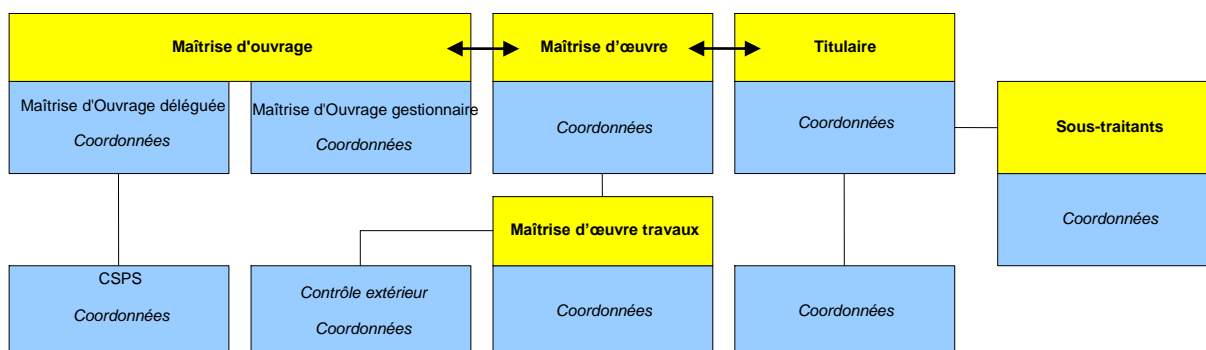 Maîtrise d'ouvrage
Maîtrise d’œuvre
Titulaire
Maîtrise d'Ouvrage déléguée
Coordonnées
Maîtrise d'Ouvrage gestionnaire
Coordonnées
Coordonnées
Coordonnées
Sous-traitants
Coordonnées
Maîtrise d’œuvre travaux
CSPS
Coordonnées
Contrôle extérieur
Coordonnées
Coordonnées
Coordonnées